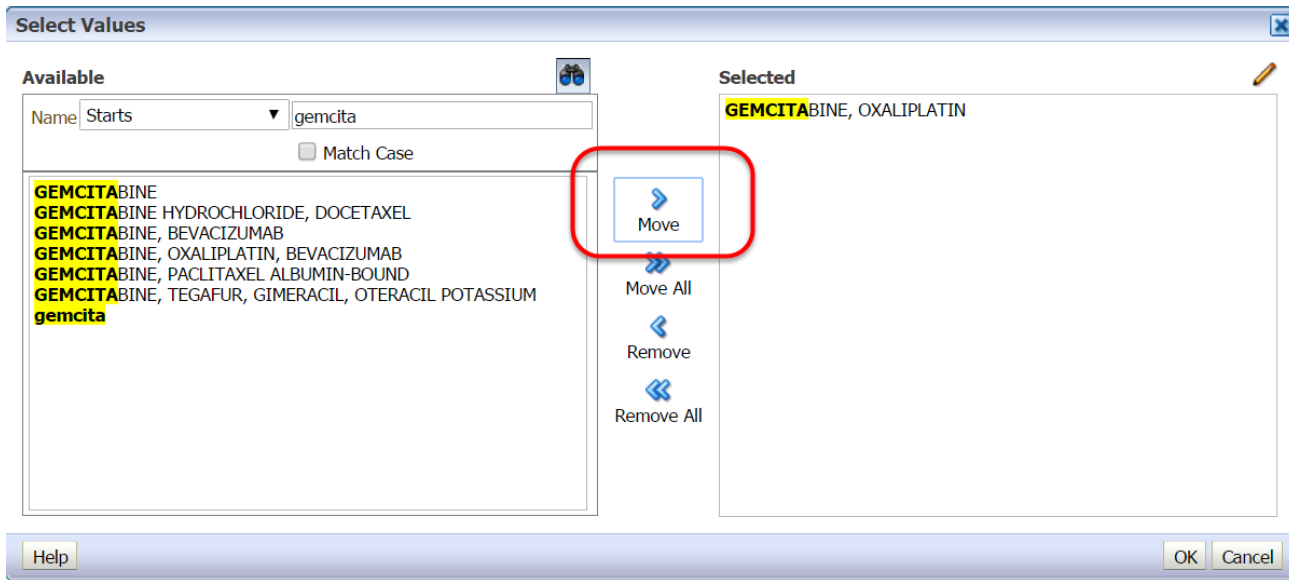 Select Values
Available
Name Starts gemcita
Match Case
GEMCITABINE
GEMCITABINE HYDROCHLORIDE, DOCETAXEL
GEMCITABINE, BEVACIZUMAB
GEMCITABINE, OXALIPLATIN, BEVACIZUMAB
GEMCITABINE, PACLITAXEL ALBUMIN-BOUND
GEMCITABINE, TEGAFUR, GIMERACIL, OTERACIL POTASSIUM
gemcita
Move
Move All
Remove
Remove All
Selected
GEMCITABINE, OXALIPLATIN
Help
OK Cancel